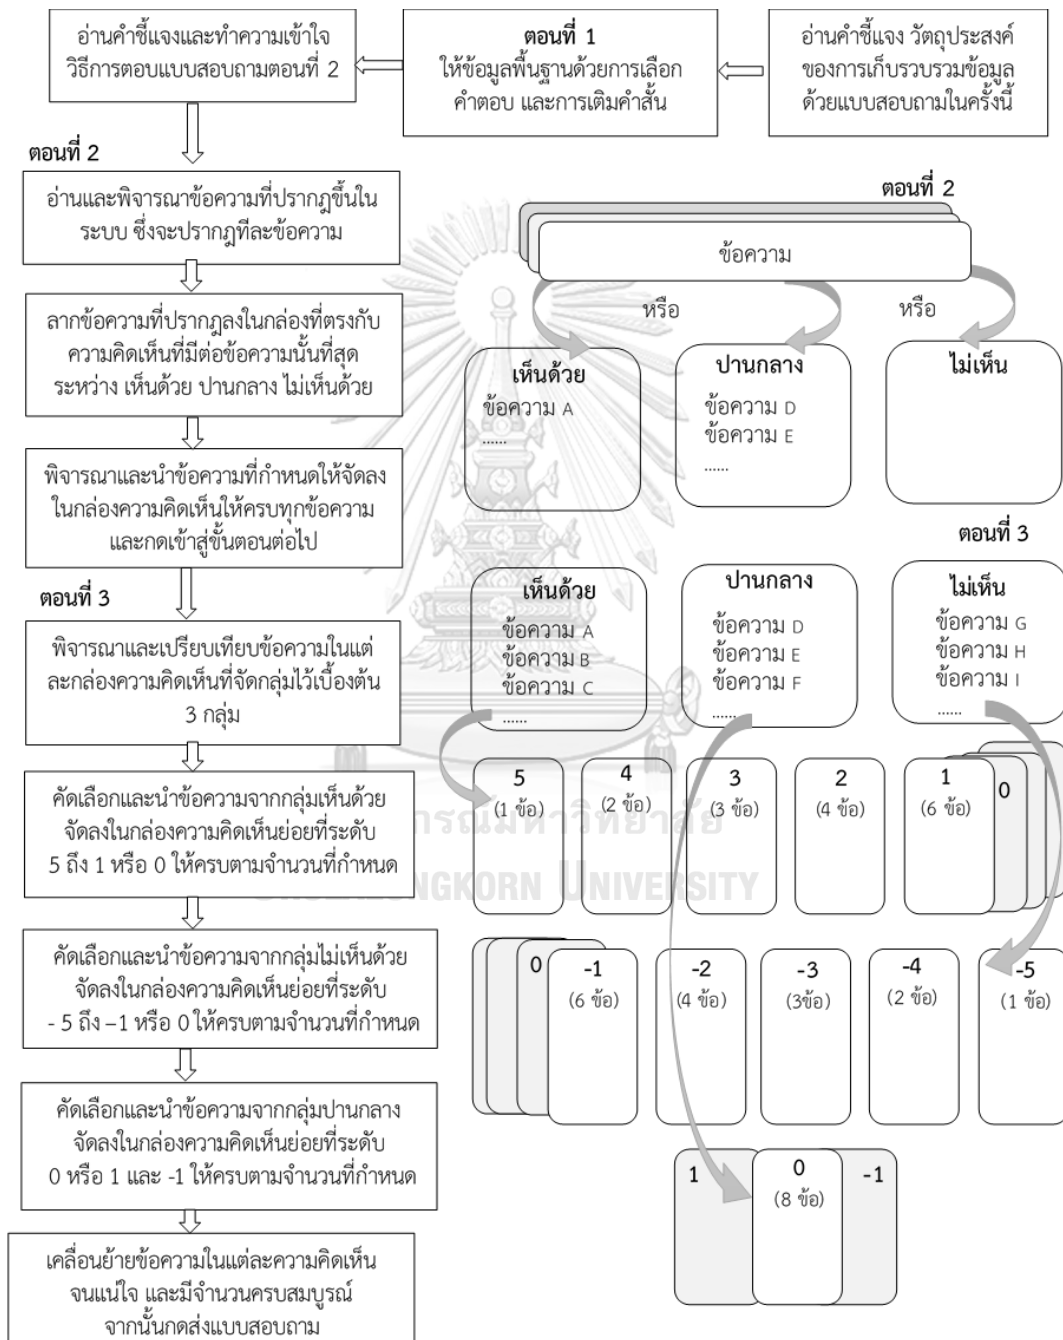 อ่านคำชี้แจง วัตถุประสงค์
ของการเก็บรวบรวมข้อมูล
ด้วยแบบสอบถามในครั้งนี้
ตอนที่ 1
ให้ข้อมูลพื้นฐานด้วยการเลือก
คำตอบ และการเติมคำสั้น
อ่านคำชี้แจงและทำความเข้าใจ
วิธีการตอบแบบสอบถามตอนที่ 2
ตอนที่ 2
อ่านและพิจารณาข้อความที่ปรากฏขึ้นใน
ระบบ ซึ่งจะปรากฏทีละข้อความ
ลากข้อความที่ปรากฏลงในกล่องที่ตรงกับ
ความคิดเห็นที่มีต่อข้อความนั้นที่สุด
ระหว่าง เห็นด้วย ปานกลาง ไม่เห็นด้วย
พิจารณาและนำข้อความที่กำหนดให้จัดลง
ในกล่องความคิดเห็นให้ครบทุกข้อความ
และกดเข้าสู่ขั้นตอนต่อไป
ตอนที่ 3
พิจารณาและเปรียบเทียบข้อความในแต่
ละกล่องความคิดเห็นที่จัดกลุ่มไว้เบื้องต้น
3 กลุ่ม
คัดเลือกและนำข้อความจากกลุ่มเห็นด้วย
จัดลงในกล่องความคิดเห็นย่อยที่ระดับ
5 ถึง 1 หรือ 0 ให้ครบตามจำนวนที่กำหนด
คัดเลือกและนำข้อความจากกลุ่มไม่เห็นด้วย
จัดลงในกล่องความคิดเห็นย่อยที่ระดับ
- 5 ถึง –1 หรือ 0 ให้ครบตามจำนวนที่กำหนด
คัดเลือกและนำข้อความจากกลุ่มปานกลาง
จัดลงในกล่องความคิดเห็นย่อยที่ระดับ
0 หรือ 1 และ -1 ให้ครบตามจำนวนที่กำหนด
เคลื่อนย้ายข้อความในแต่ละความคิดเห็น
จนแน่ใจ และมีจำนวนครบสมบูรณ์
จากนั้นกดส่งแบบสอบถาม
ตอนที่ 2
ข้อความ
หรือ
หรือ
เห็นด้วย
ข้อความ A
......
ปานกลาง
ข้อความ D
ข้อความ E
......
ไม่เห็น
ตอนที่ 3
เห็นด้วย
ข้อความ A
ข้อความ B
ข้อความ C
......
ปานกลาง
ข้อความ D
ข้อความ E
ข้อความ F
......
ไม่เห็น
ข้อความ G
ข้อความ H
ข้อความ I
......
5
(1 ข้อ)
4
(2 ข้อ)
3
(3 ข้อ)
2
(4 ข้อ)
1
(6 ข้อ)
0
0
-1
(6 ข้อ)
-2
(4 ข้อ)
-3
(3ข้อ)
-4
(2 ข้อ)
-5
(1 ข้อ)
1
0
(8 ข้อ)
-1
UNIVERSITY